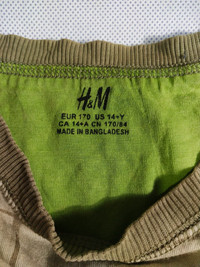 H&M
EUR 170 US 14+Y
CA 14+A CN 170/84
MADE IN BANGLADESH